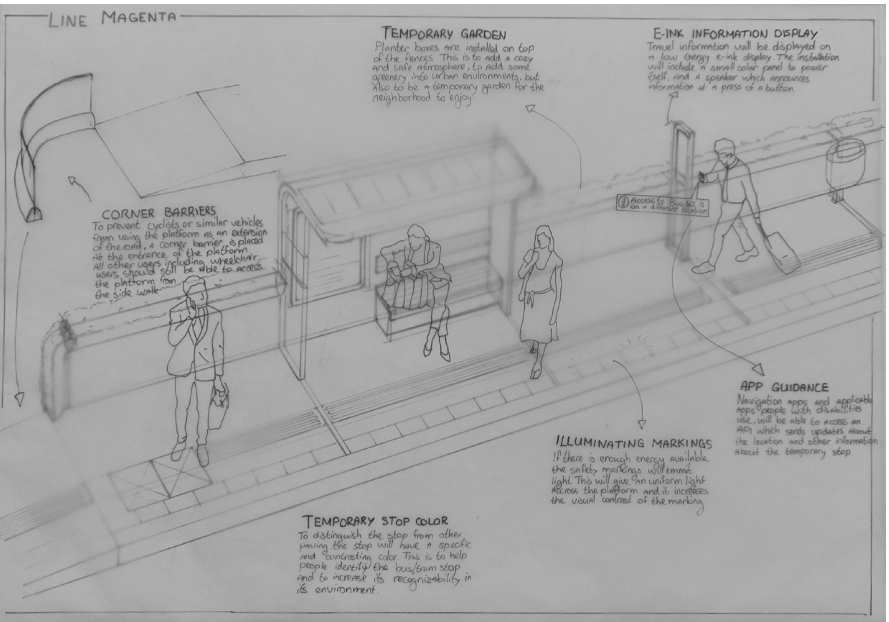 LINE MAGENTA
TEMPORARY GARDEN
Planter boxes are installed on top
of the fences. This is to add a cozy
and safe atmosphere, to add some
greenery into urban environments, but
also to be a temporary garden for the
neighborhood to enjoy
E-INK INFORMATION DISPLAY
Travel information will be displayed on
a low energy e-ink display. The installation
will include a small solar panel to power
itself, and a speaker which announces
information at a press of a button.
CORNER BARRIERS
To prevent cyclists or similar vehicles
from using the platform as an extension
of the road, a corner barrier is placed
at the entrance of the platform
All other users including wheelchair
users should still be able to access
the platform from
the side walk
Access to Bus
is
on a different location
APP GUIDANCE
Navigation apps and applicable
apps people with disabilities
use, will be able to access an
API which sends updates about
the location and other information
about the temporary stop.
ILLUMINATING MARKINGS
If there is enough energy available,
the safety markings will emmit
light. This will give an uniform light
across the platform and it increases
the visual contrast of the marking
TEMPORARY STOP COLOR
To distinguish the stop from other
paving the stop will have a specific
and contrasting color. This is to help
people identify the bus/tram stop
and to increase its recognizability in
its environment.